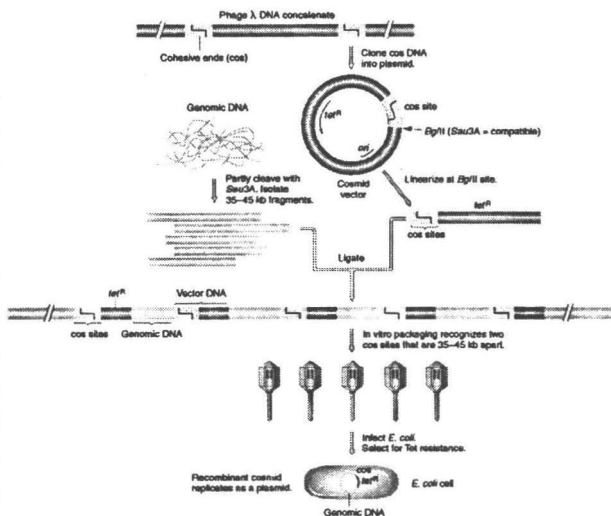 Phage λ DNA concatenate
Cohesive ends (cos)
Clone cos DNA
into plasmid.
Genomic DNA
tetR
cos site
BglII (Sau3A = compatible)
ori
Partly cleave with
Sau3A. Isolate
35–45 kb fragments.
Cosmid
vector
Linearize at BglII site.
tetR
cos sites
Ligate
tetR
Vector DNA
cos sites
Genomic DNA
In vitro packaging recognizes two
cos sites that are 35–45 kb apart.
Infect E. coli.
Select for Tet resistance.
Recombinant cosmid
replicates as a plasmid.
cos
tetR
E. coli cell
Genomic DNA